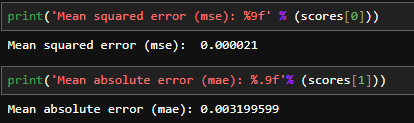 print('Mean squared error (mse): %9f' % (scores[0]))
Mean squared error (mse):  0.000021
print('Mean absolute error (mae): %.9f'% (scores[1]))
Mean absolute error (mae): 0.003199599